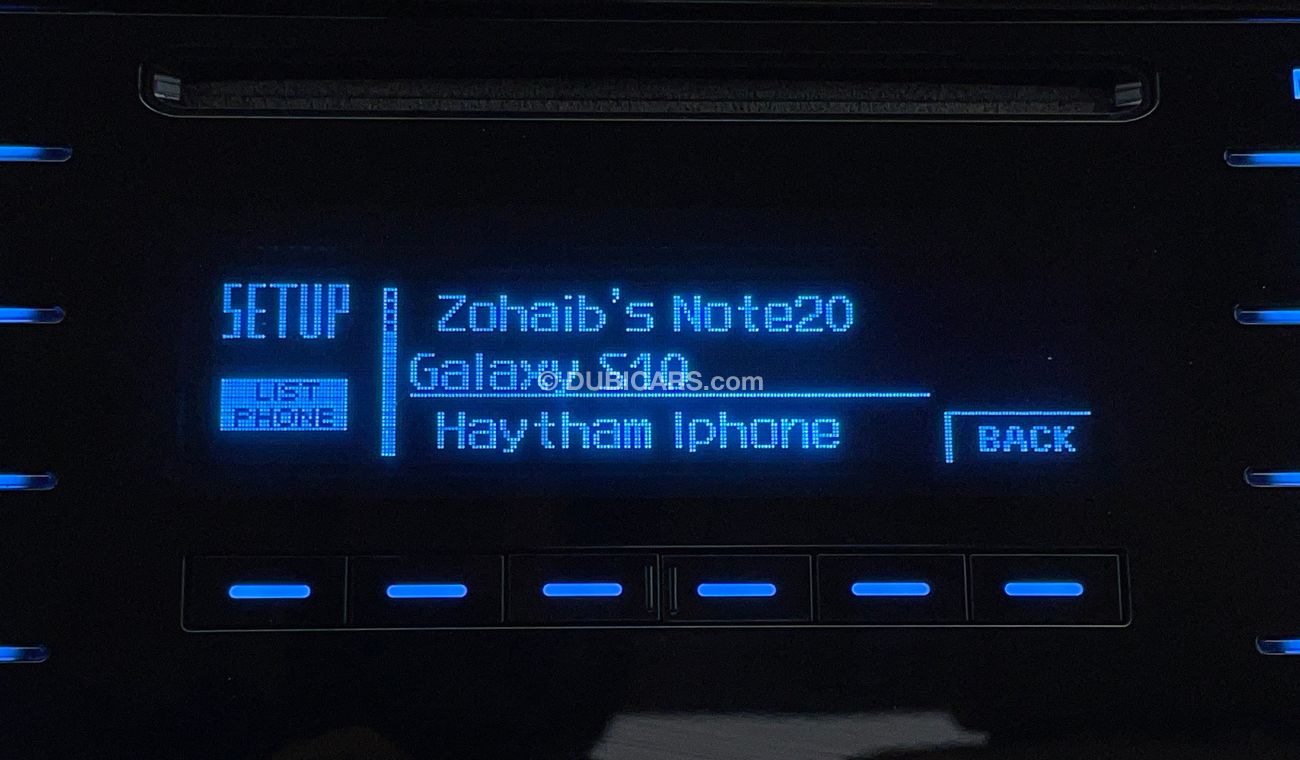 SETUP
LIST
PHONE
Zohaib's Note20
Galaxy S10
Haytham Iphone
BACK
© DUBICARS.com